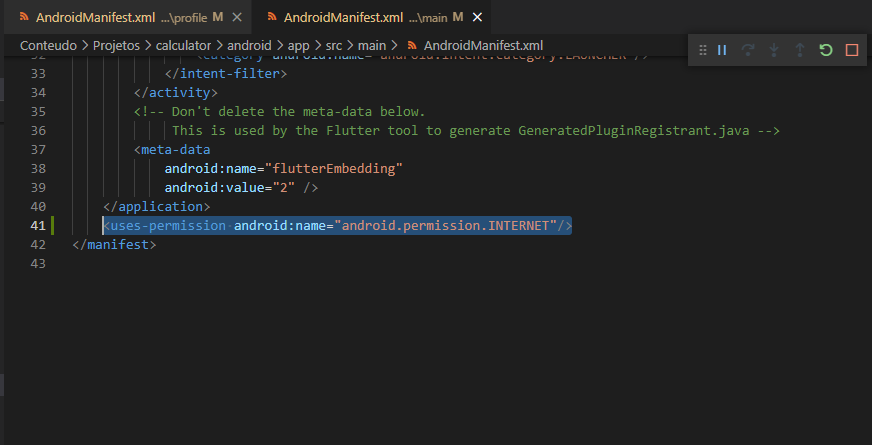 AndroidManifest.xml ...\profile M AndroidManifest.xml ...\main M
Conteudo > Projetos > calculator > android > app > src > main > AndroidManifest.xml
32 <category android:name="android.intent.category.LAUNCHER"/>
33 </intent-filter>
34 </activity>
35 <!-- Don't delete the meta-data below.
36 This is used by the Flutter tool to generate GeneratedPluginRegistrant.java -->
37 <meta-data
38 android:name="flutterEmbedding"
39 android:value="2" />
40 </application>
41 <uses-permission android:name="android.permission.INTERNET"/>
42 </manifest>
43